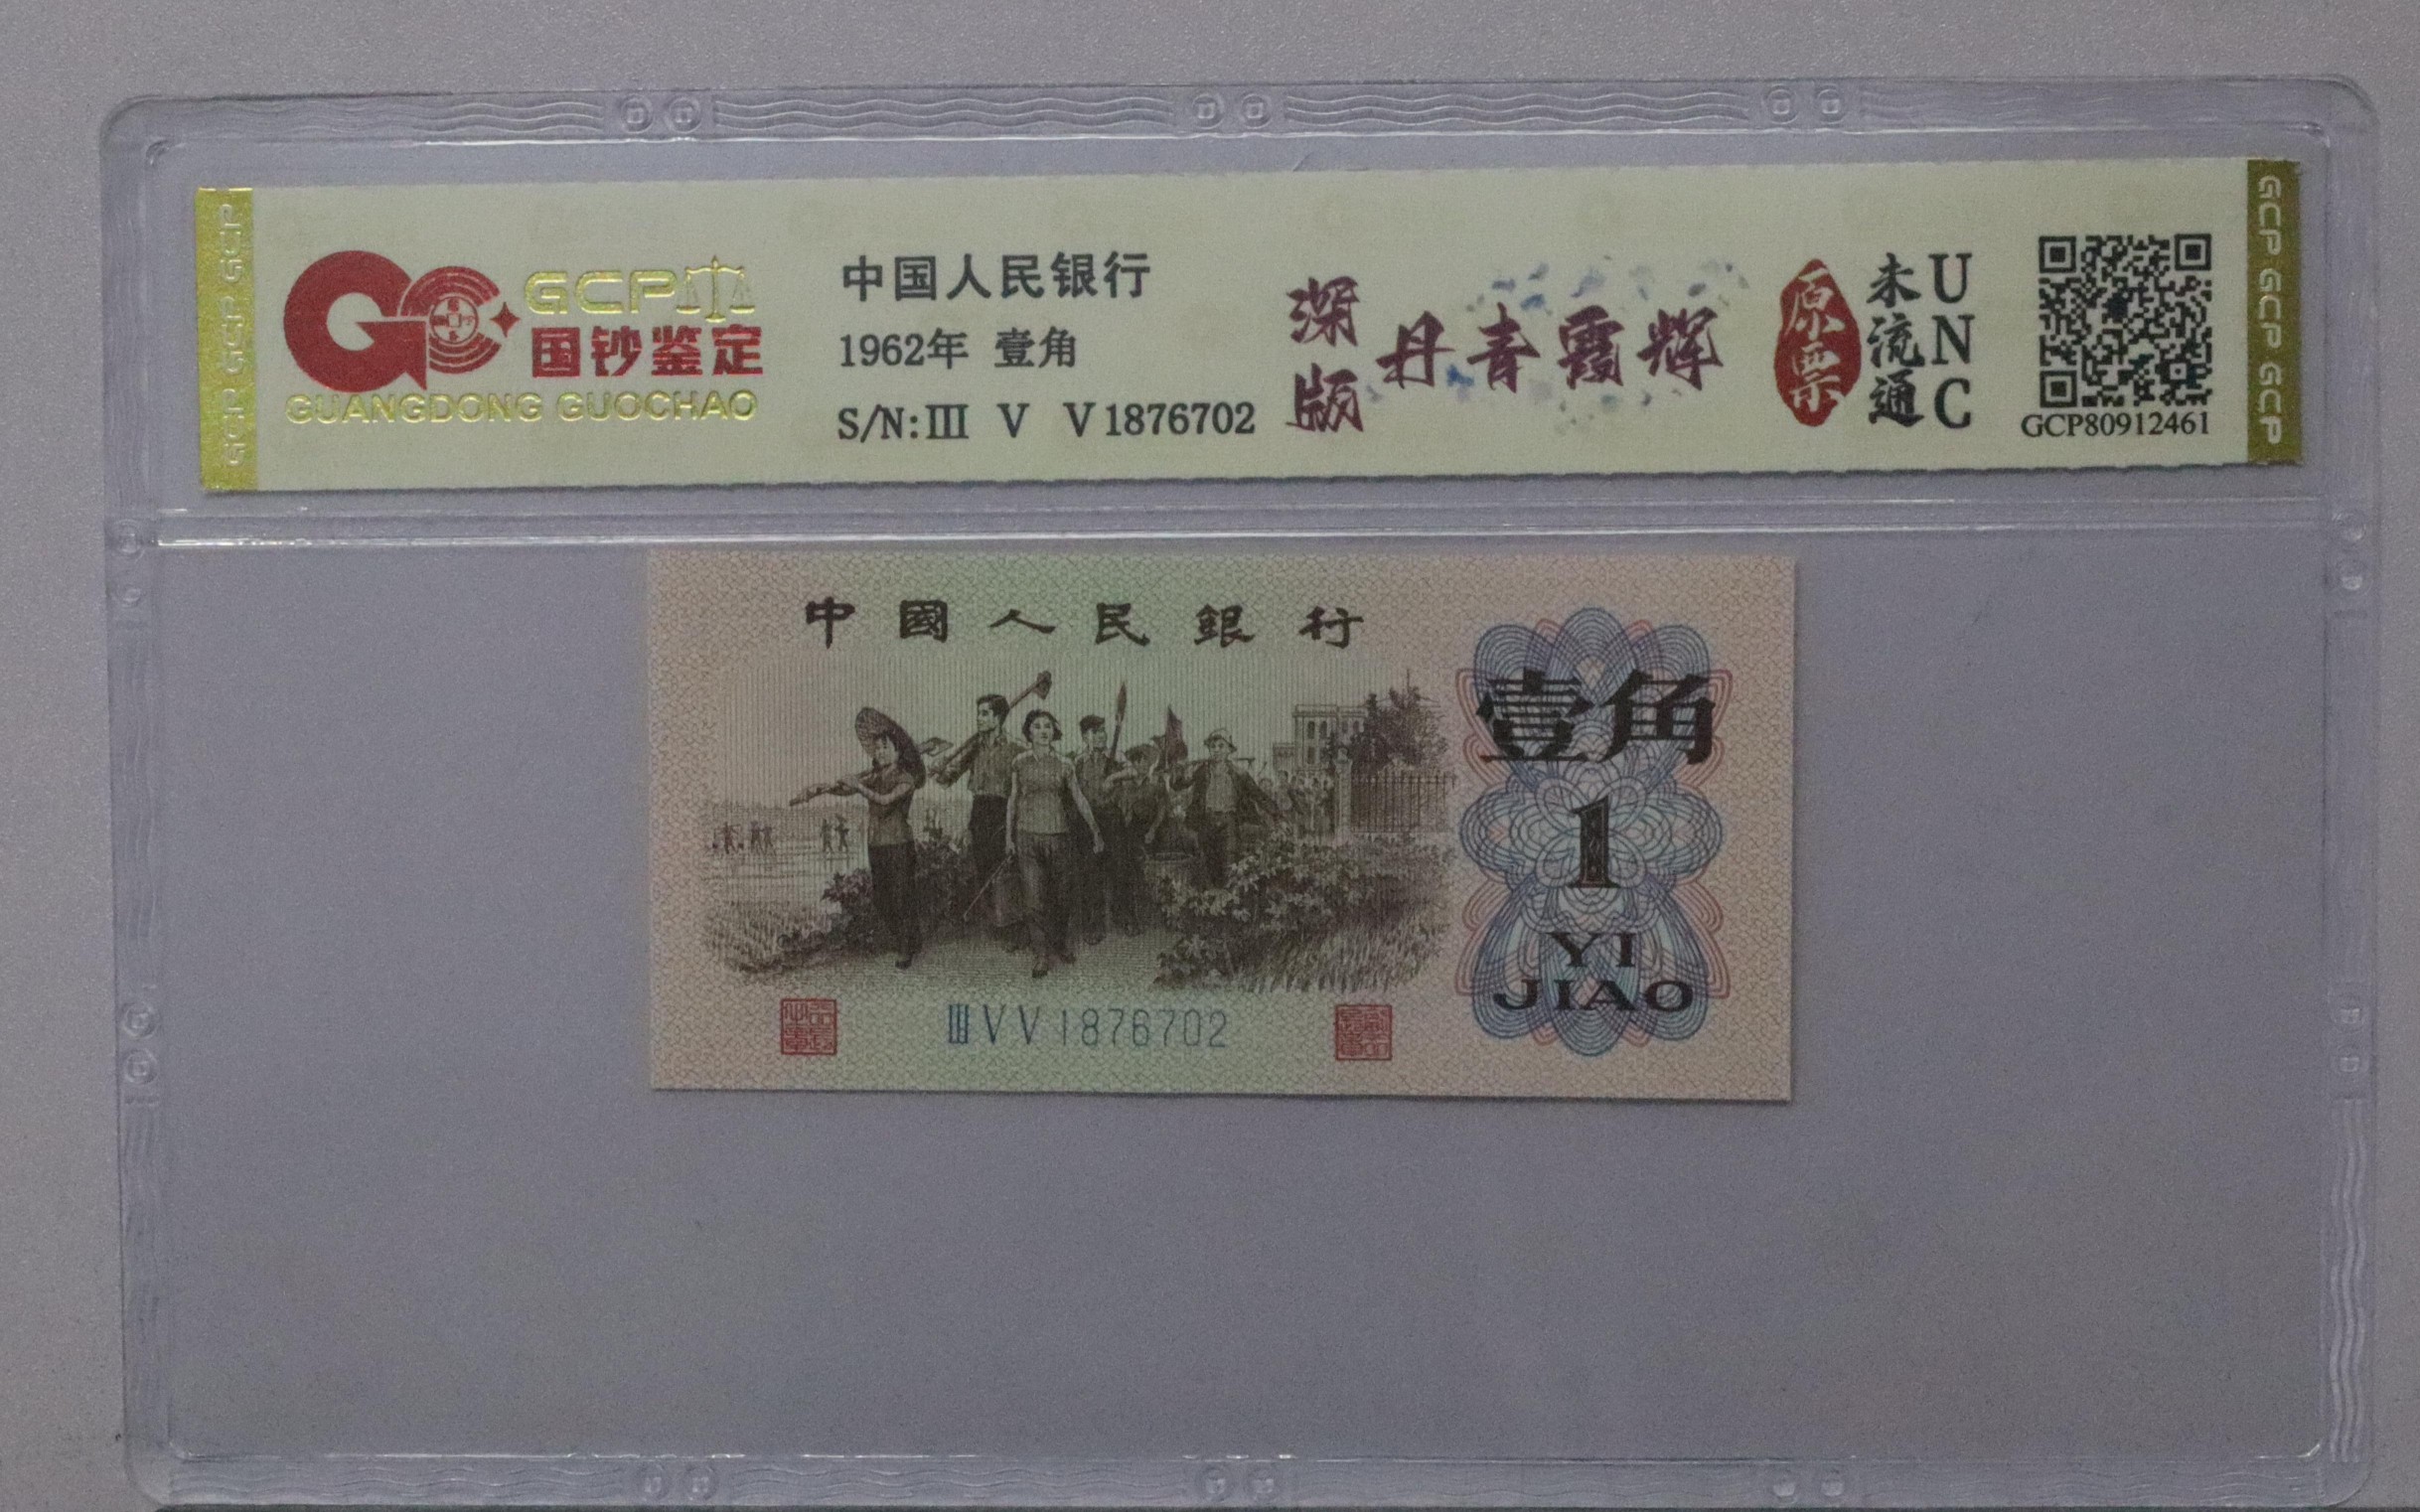 GCP GCP GCP
GCP
国钞鉴定
GUANGDONG GUOCHAO
中国人民银行
1962年 壹角
S/N:III V V1876702
深版
丹青霞辉
原票
未流通
UNC
GCP80912461
GCP GCP GCP
中國人民銀行
壹角
1
YI
JIAO
III V V 1876702